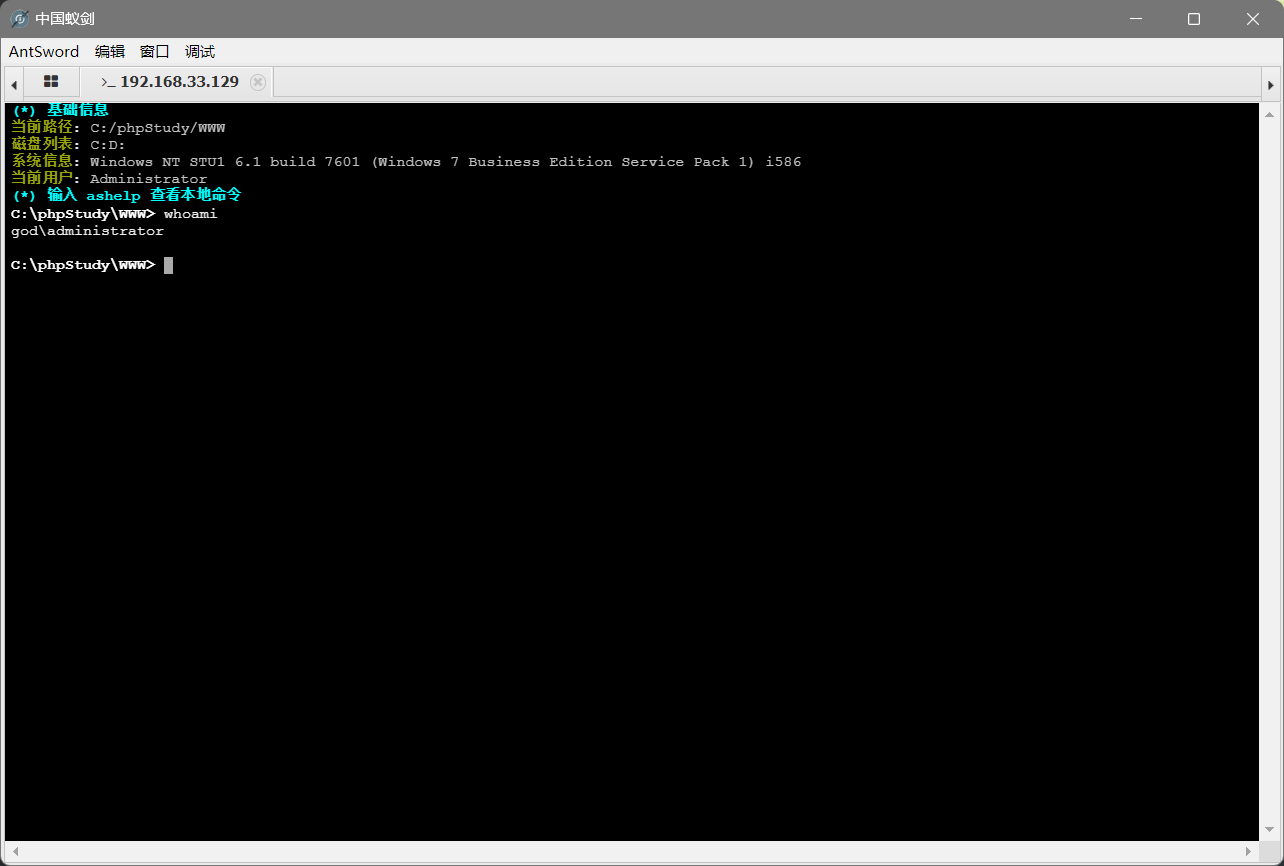 中国蚁剑
AntSword 编辑 窗口 调试
>_ 192.168.33.129
(*) 基础信息
当前路径: C:/phpStudy/WWW
磁盘列表: C:D:
系统信息: Windows NT STU1 6.1 build 7601 (Windows 7 Business Edition Service Pack 1) i586
当前用户: Administrator
(*) 输入 ashelp 查看本地命令
C:\phpStudy\WWW> whoami
god\administrator
C:\phpStudy\WWW>